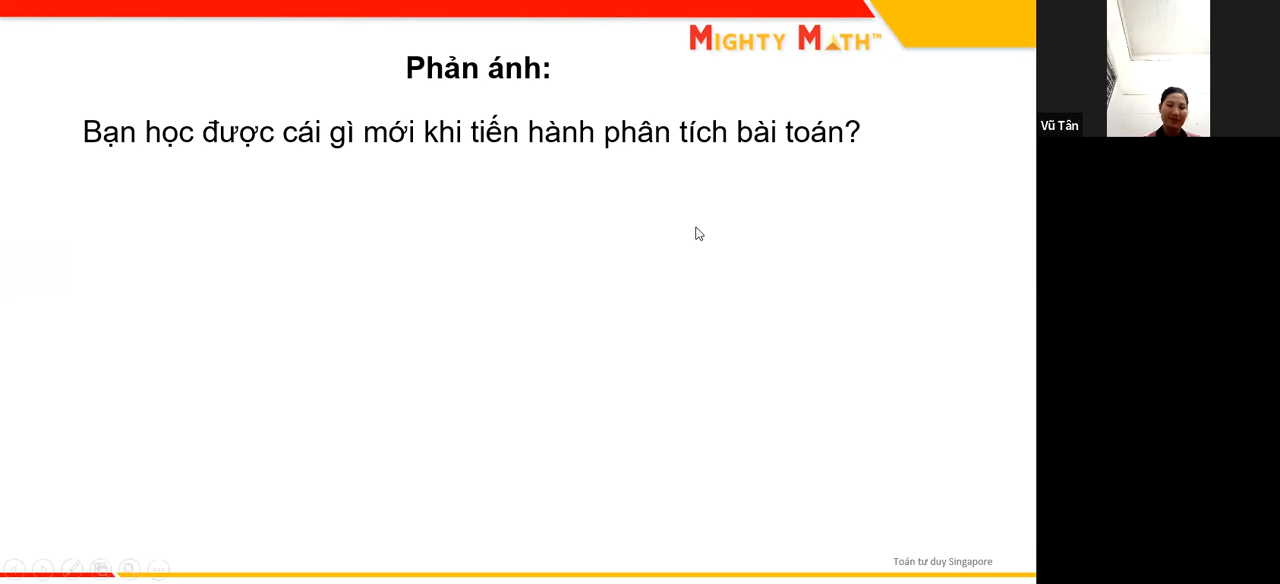 MIGHTY MATH™
Phản ánh:
Bạn học được cái gì mới khi tiến hành phân tích bài toán?
Vũ Tân
Toán tư duy Singapore